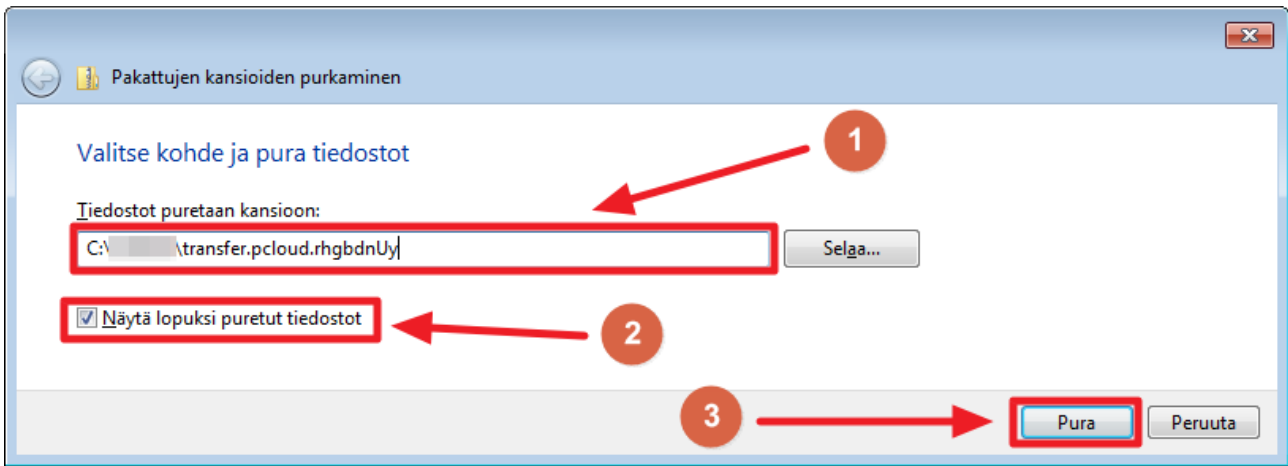 Pakattujen kansioiden purkaminen
Valitse kohde ja pura tiedostot
1
Tiedostot puretaan kansioon:
C:\ \transfer.pcloud.rhgbdnUy
Selaa...
Näytä lopuksi puretut tiedostot
2
3
Pura
Peruuta